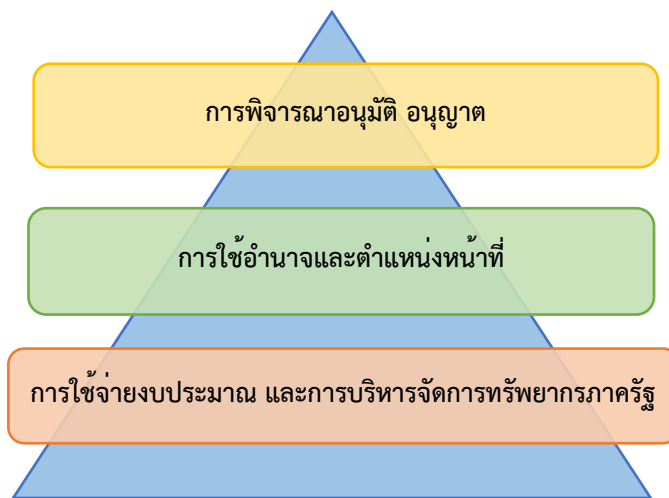 การพิจารณาอนุมัติ อนุญาต
การใช้อำนาจและตำแหน่งหน้าที่
การใช้จ่ายงบประมาณ และการบริหารจัดการทรัพยากรภาครัฐ